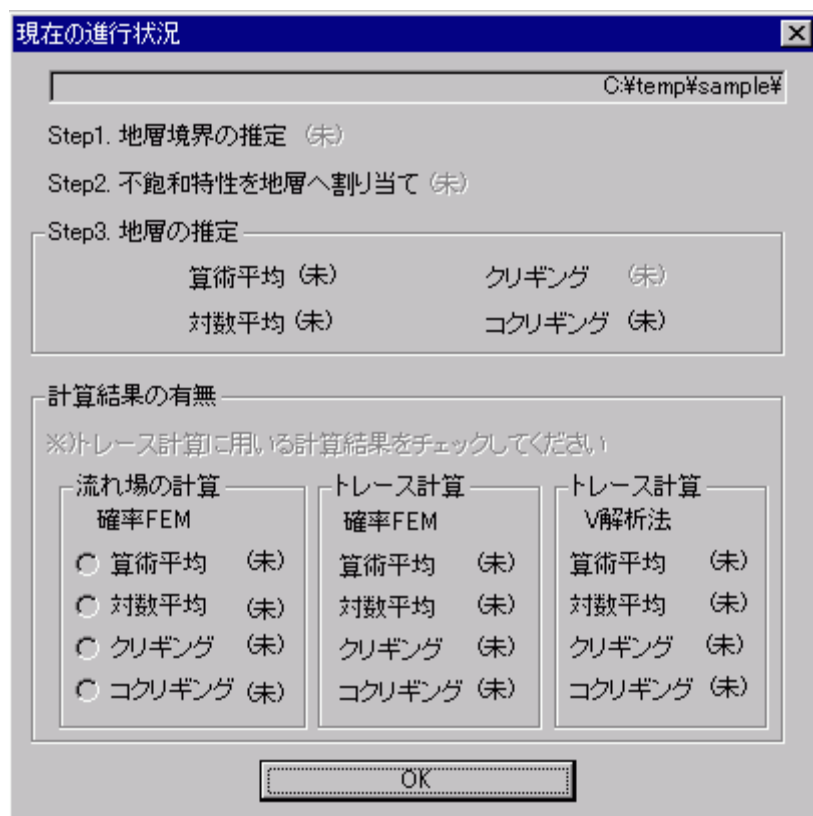 現在の進行状況
C:¥temp¥sample¥
Step1. 地層境界の推定 (未)
Step2. 不飽和特性を地層へ割り当て (未)
Step3. 地層の推定
算術平均 (未) クリギング (未)
対数平均 (未) コクリギング (未)
計算結果の有無
※)トレース計算に用いる計算結果をチェックしてください
流れ場の計算 トレース計算 トレース計算
確率FEM 確率FEM V解析法
算術平均 (未) 算術平均 (未) 算術平均 (未)
対数平均 (未) 対数平均 (未) 対数平均 (未)
クリギング (未) クリギング (未) クリギング (未)
コクリギング (未) コクリギング (未) コクリギング (未)
OK